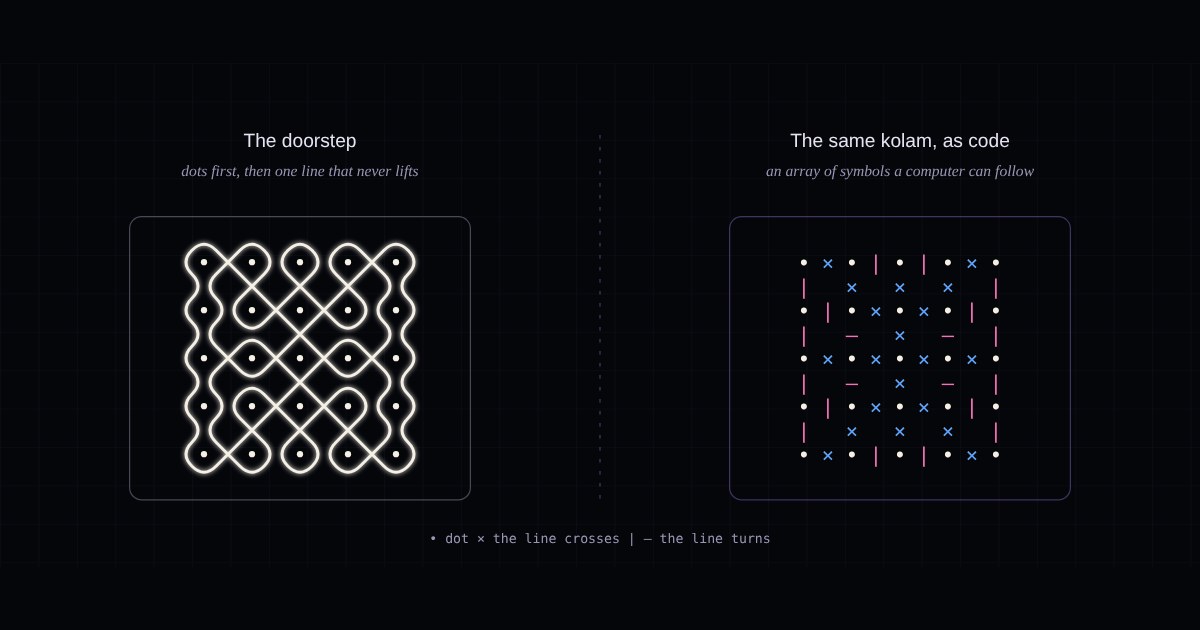 The doorstep
dots first, then one line that never lifts
The same kolam, as code
an array of symbols a computer can follow
• × • | • | • × •
| × × × |
• | • × • × • | •
| — × — |
• × • × • × • × •
| — × — |
• | • × • × • | •
| × × × |
• × • | • | • × •
• dot × the line crosses | — the line turns